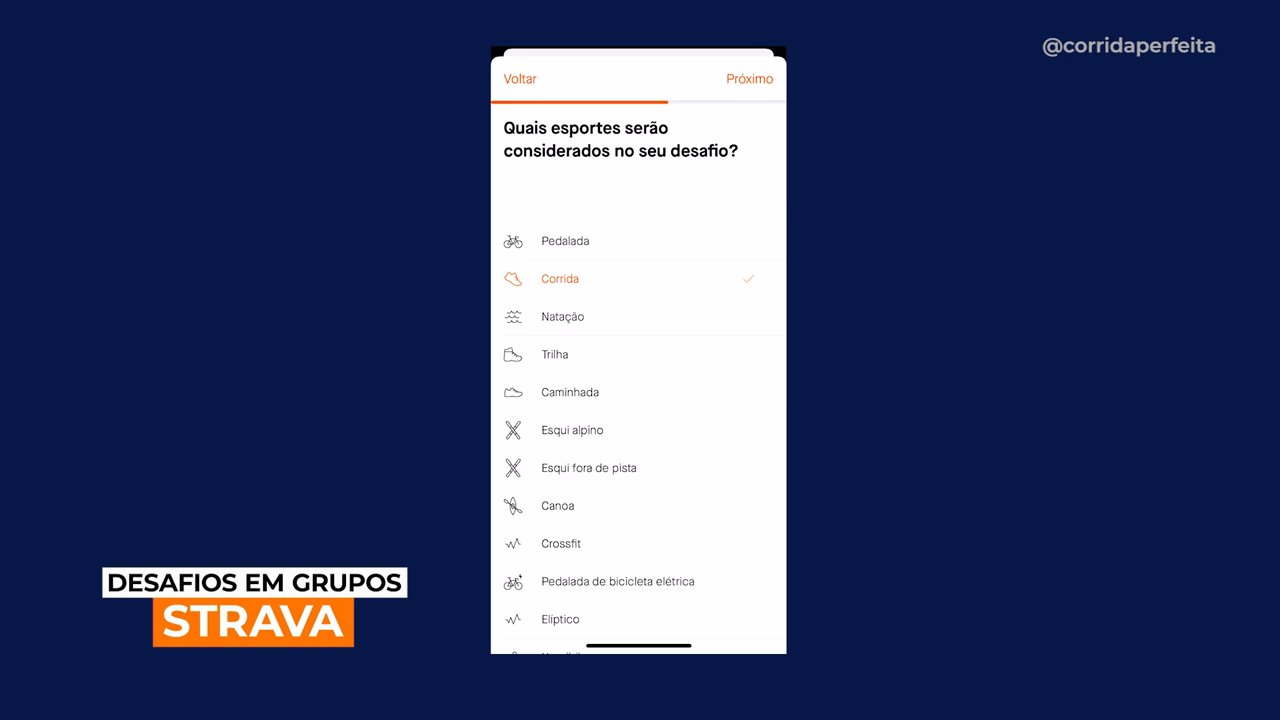 @corridaperfeita
Voltar
Próximo
Quais esportes serão
considerados no seu desafio?
Pedalada
Corrida
Natação
Trilha
Caminhada
Esqui alpino
Esqui fora de pista
Canoa
Crossfit
Pedalada de bicicleta elétrica
Elíptico
DESAFIOS EM GRUPOS
STRAVA